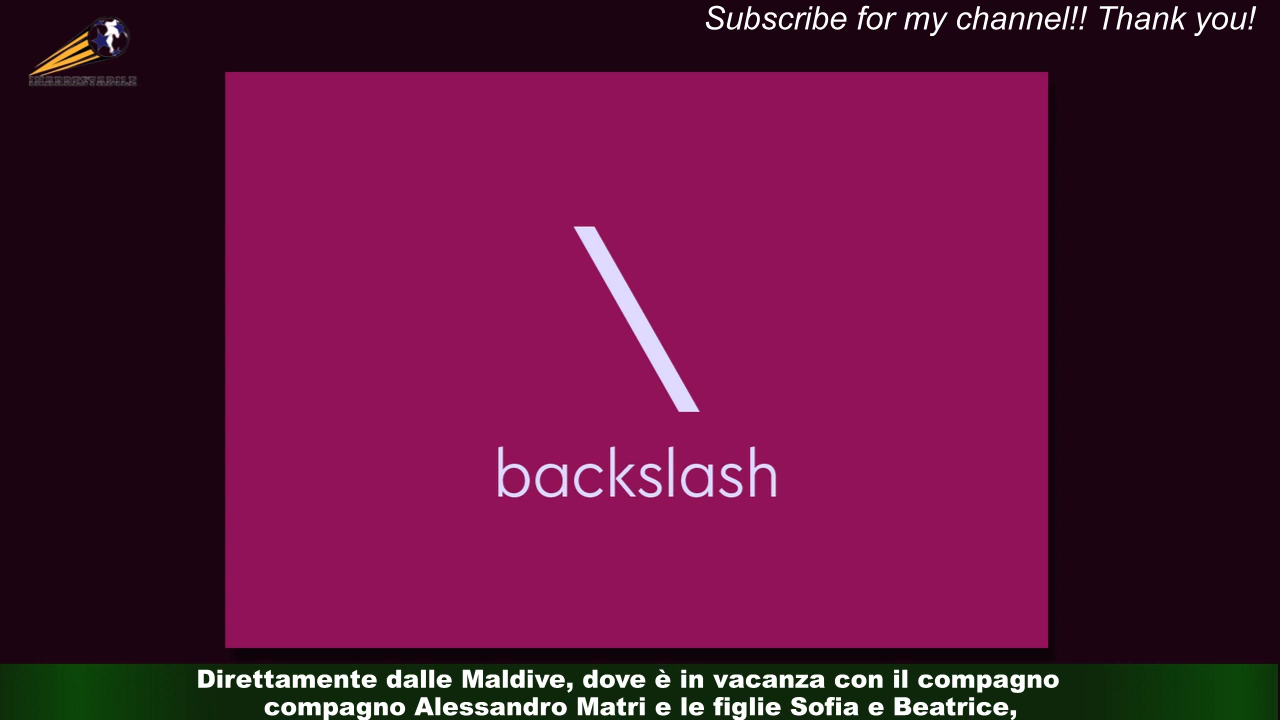 Subscribe for my channel!! Thank you!
INARRESTABILE
\
backslash
Direttamente dalle Maldive, dove è in vacanza con il compagno
compagno Alessandro Matri e le figlie Sofia e Beatrice,